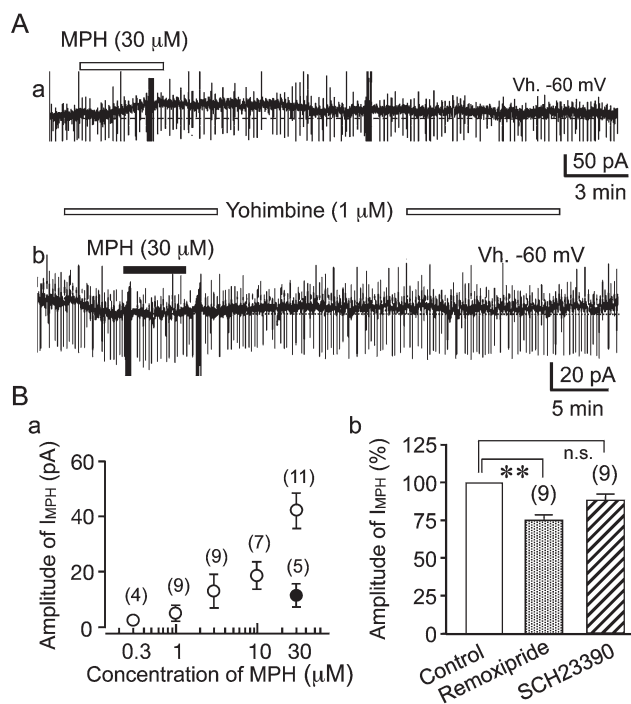 A
MPH (30 μM)
a
Vh. -60 mV
50 pA
3 min
Yohimbine (1 μM)
b
MPH (30 μM)
Vh. -60 mV
20 pA
5 min
B
a
Amplitude of IMPH (pA)
60
40
20
0
(4)
(9)
(9)
(7)
(11)
(5)
0.3
1
3
10
30
Concentration of MPH (μM)
b
Amplitude of IMPH (%)
125
100
75
50
25
0
n.s.
**
(9)
(9)
Control
Remoxipride
SCH23390